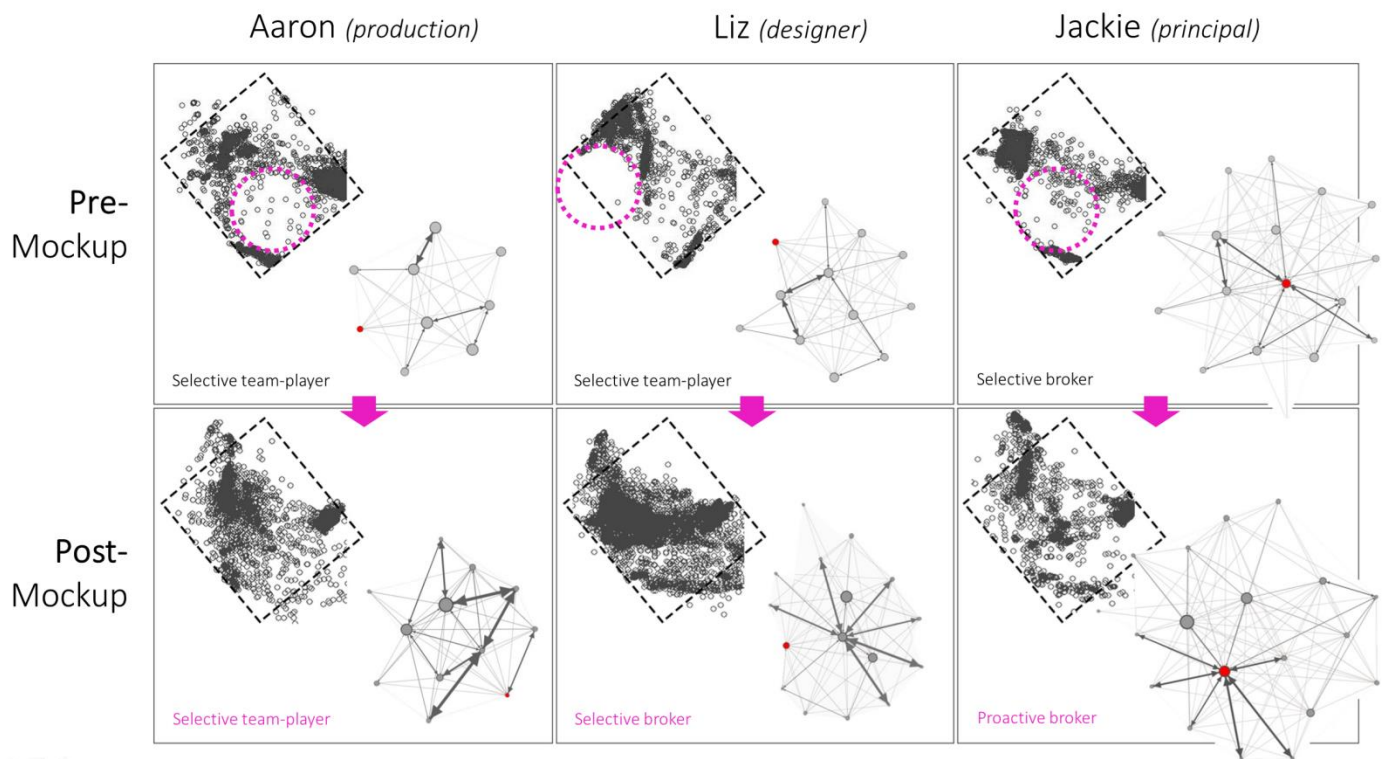 Aaron (production)
Liz (designer)
Jackie (principal)
Pre-
Mockup
Selective team-player
Selective team-player
Selective broker
Post-
Mockup
Selective team-player
Selective broker
Proactive broker